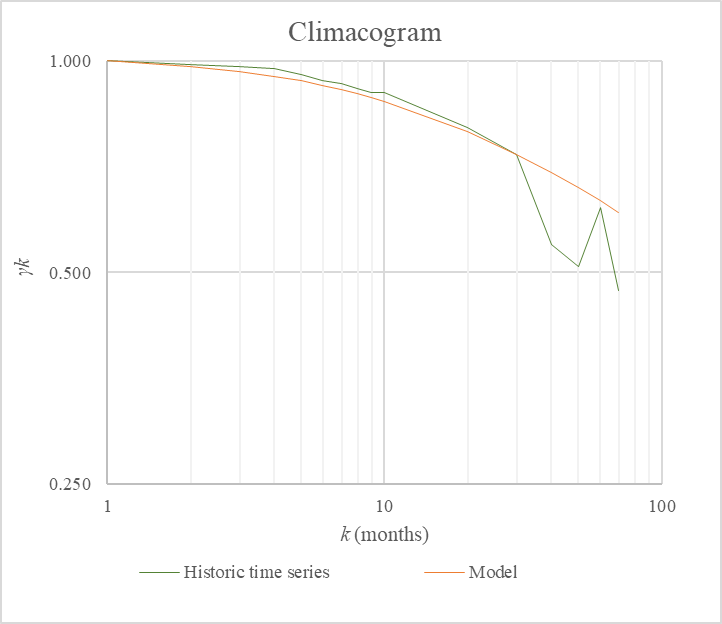 Climacogram
1.000
0.500
0.250
γk
1 10 100
k (months)
Historic time series Model